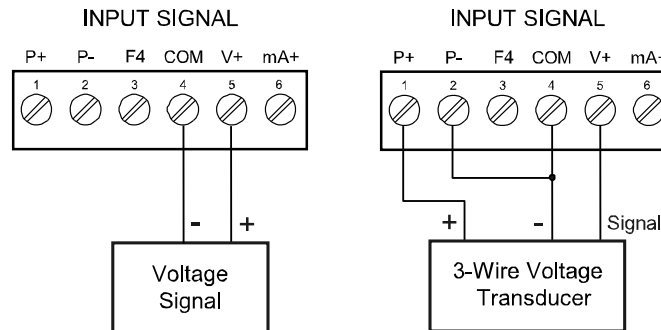 INPUT SIGNAL
P+ P- F4 COM V+ mA+
1 2 3 4 5 6
- +
Voltage
Signal
INPUT SIGNAL
P+ P- F4 COM V+ mA+
1 2 3 4 5 6
+ - Signal
3-Wire Voltage
Transducer